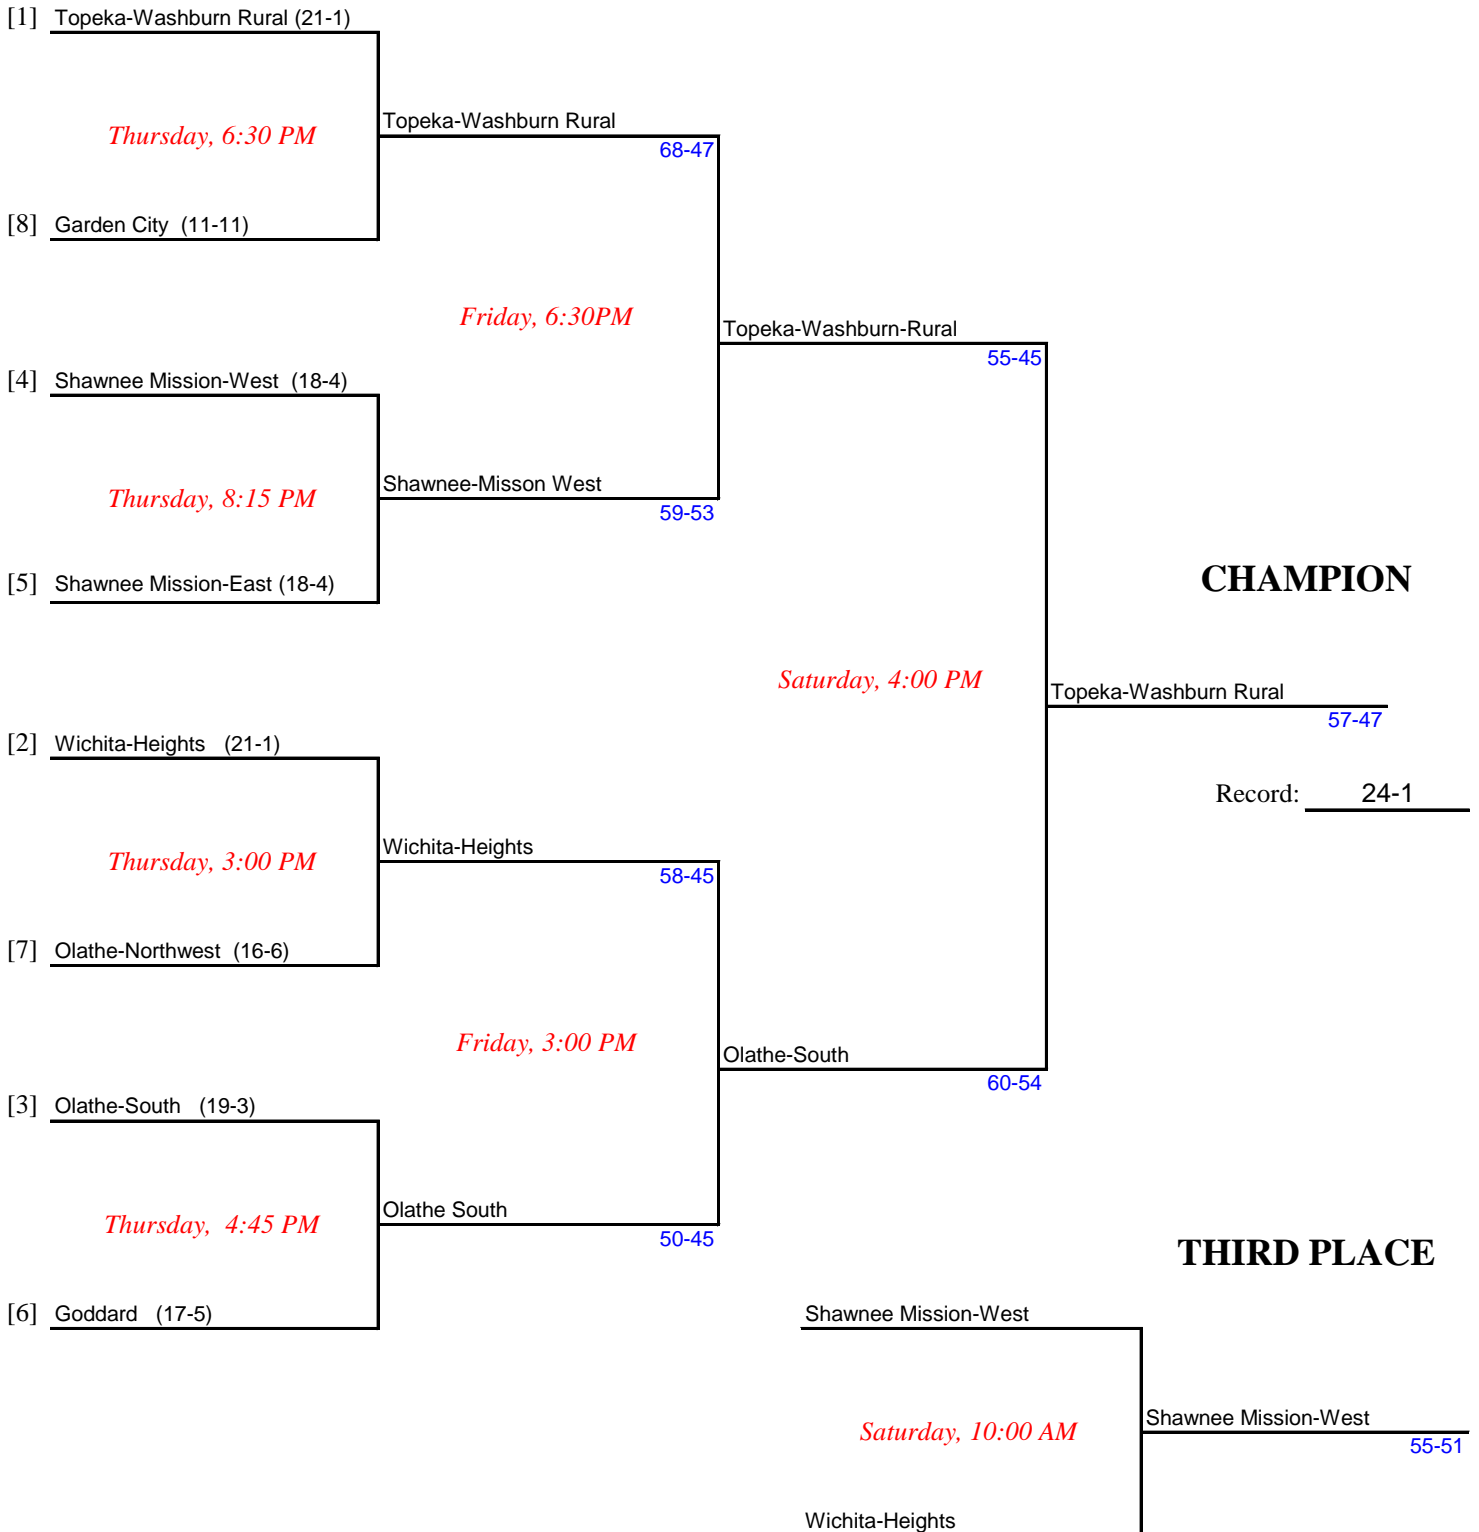 [1] Topeka-Washburn Rural (21-1)
Topeka-Washburn Rural
Thursday, 6:30 PM
68-47
[8] Garden City (11-11)
Friday, 6:30PM
Topeka-Washburn-Rural
55-45
[4] Shawnee Mission-West (18-4)
Shawnee-Misson West
Thursday, 8:15 PM
59-53
[5] Shawnee Mission-East (18-4)
CHAMPION
Saturday, 4:00 PM
Topeka-Washburn Rural
57-47
[2] Wichita-Heights (21-1)
Record: 24-1
Wichita-Heights
Thursday, 3:00 PM
58-45
[7] Olathe-Northwest (16-6)
Friday, 3:00 PM
Olathe-South
60-54
[3] Olathe-South (19-3)
Olathe South
Thursday, 4:45 PM
50-45
THIRD PLACE
[6] Goddard (17-5)
Shawnee Mission-West
Shawnee Mission-West
Saturday, 10:00 AM
55-51
Wichita-Heights